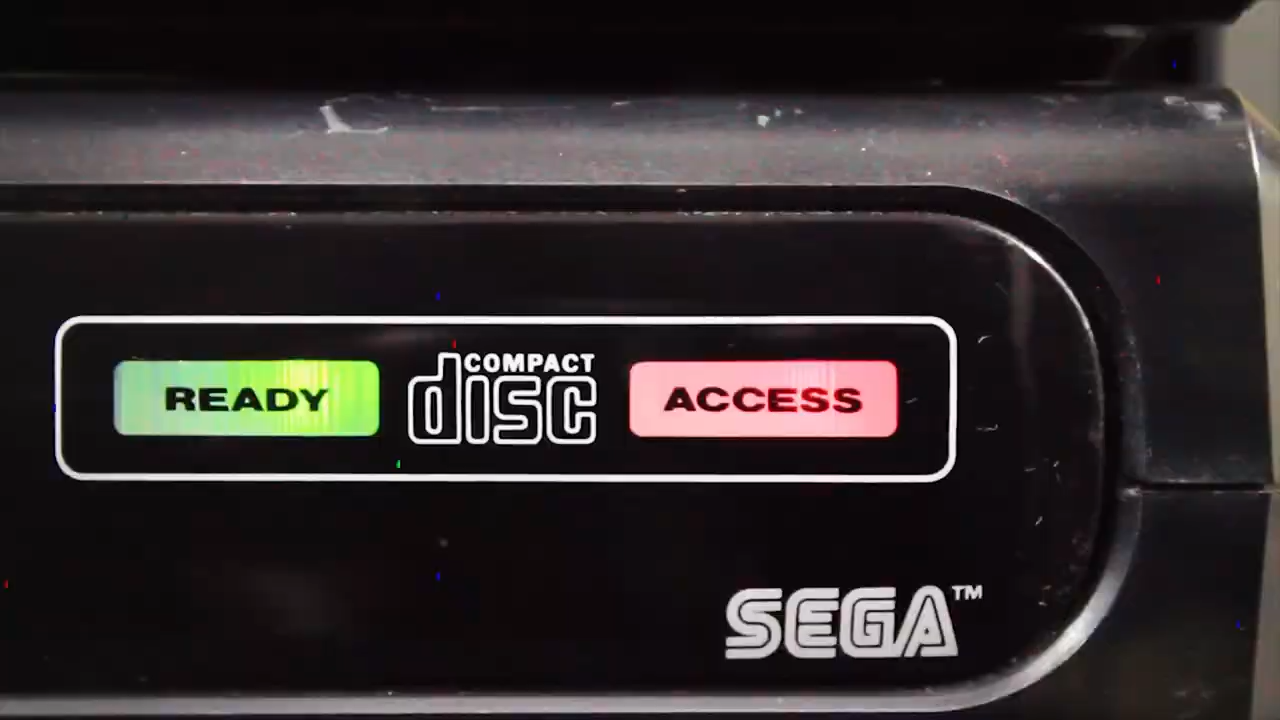 READY
COMPACT
disc
ACCESS
SEGA™